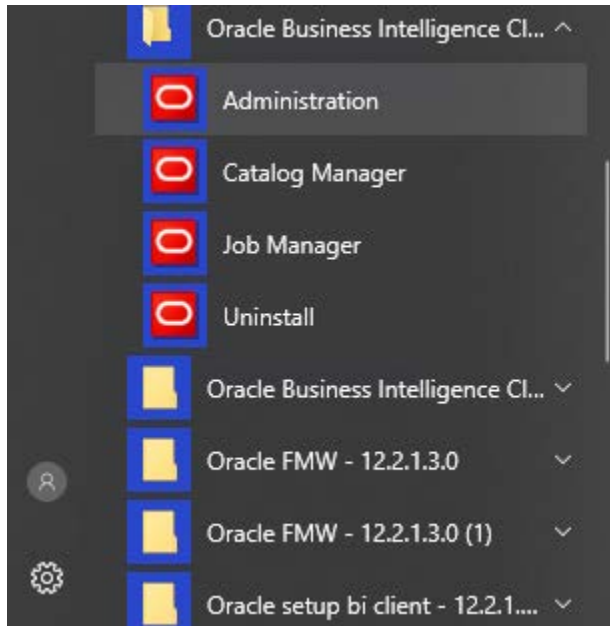 Oracle Business Intelligence Cl...
Administration
Catalog Manager
Job Manager
Uninstall
Oracle Business Intelligence Cl...
Oracle FMW - 12.2.1.3.0
Oracle FMW - 12.2.1.3.0 (1)
Oracle setup bi client - 12.2.1....